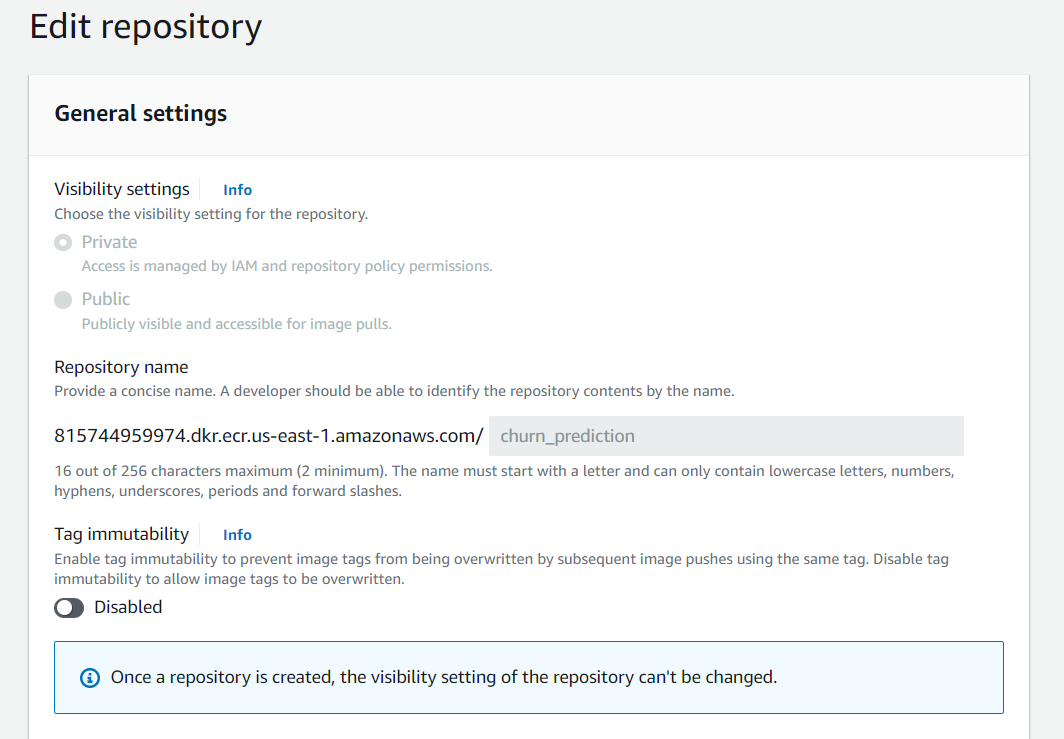 Edit repository
General settings
Visibility settings Info
Choose the visibility setting for the repository.
Private
Access is managed by IAM and repository policy permissions.
Public
Publicly visible and accessible for image pulls.
Repository name
Provide a concise name. A developer should be able to identify the repository contents by the name.
815744959974.dkr.ecr.us-east-1.amazonaws.com/ churn_prediction
16 out of 256 characters maximum (2 minimum). The name must start with a letter and can only contain lowercase letters, numbers,
hyphens, underscores, periods and forward slashes.
Tag immutability Info
Enable tag immutability to prevent image tags from being overwritten by subsequent image pushes using the same tag. Disable tag
immutability to allow image tags to be overwritten.
Disabled
Once a repository is created, the visibility setting of the repository can't be changed.